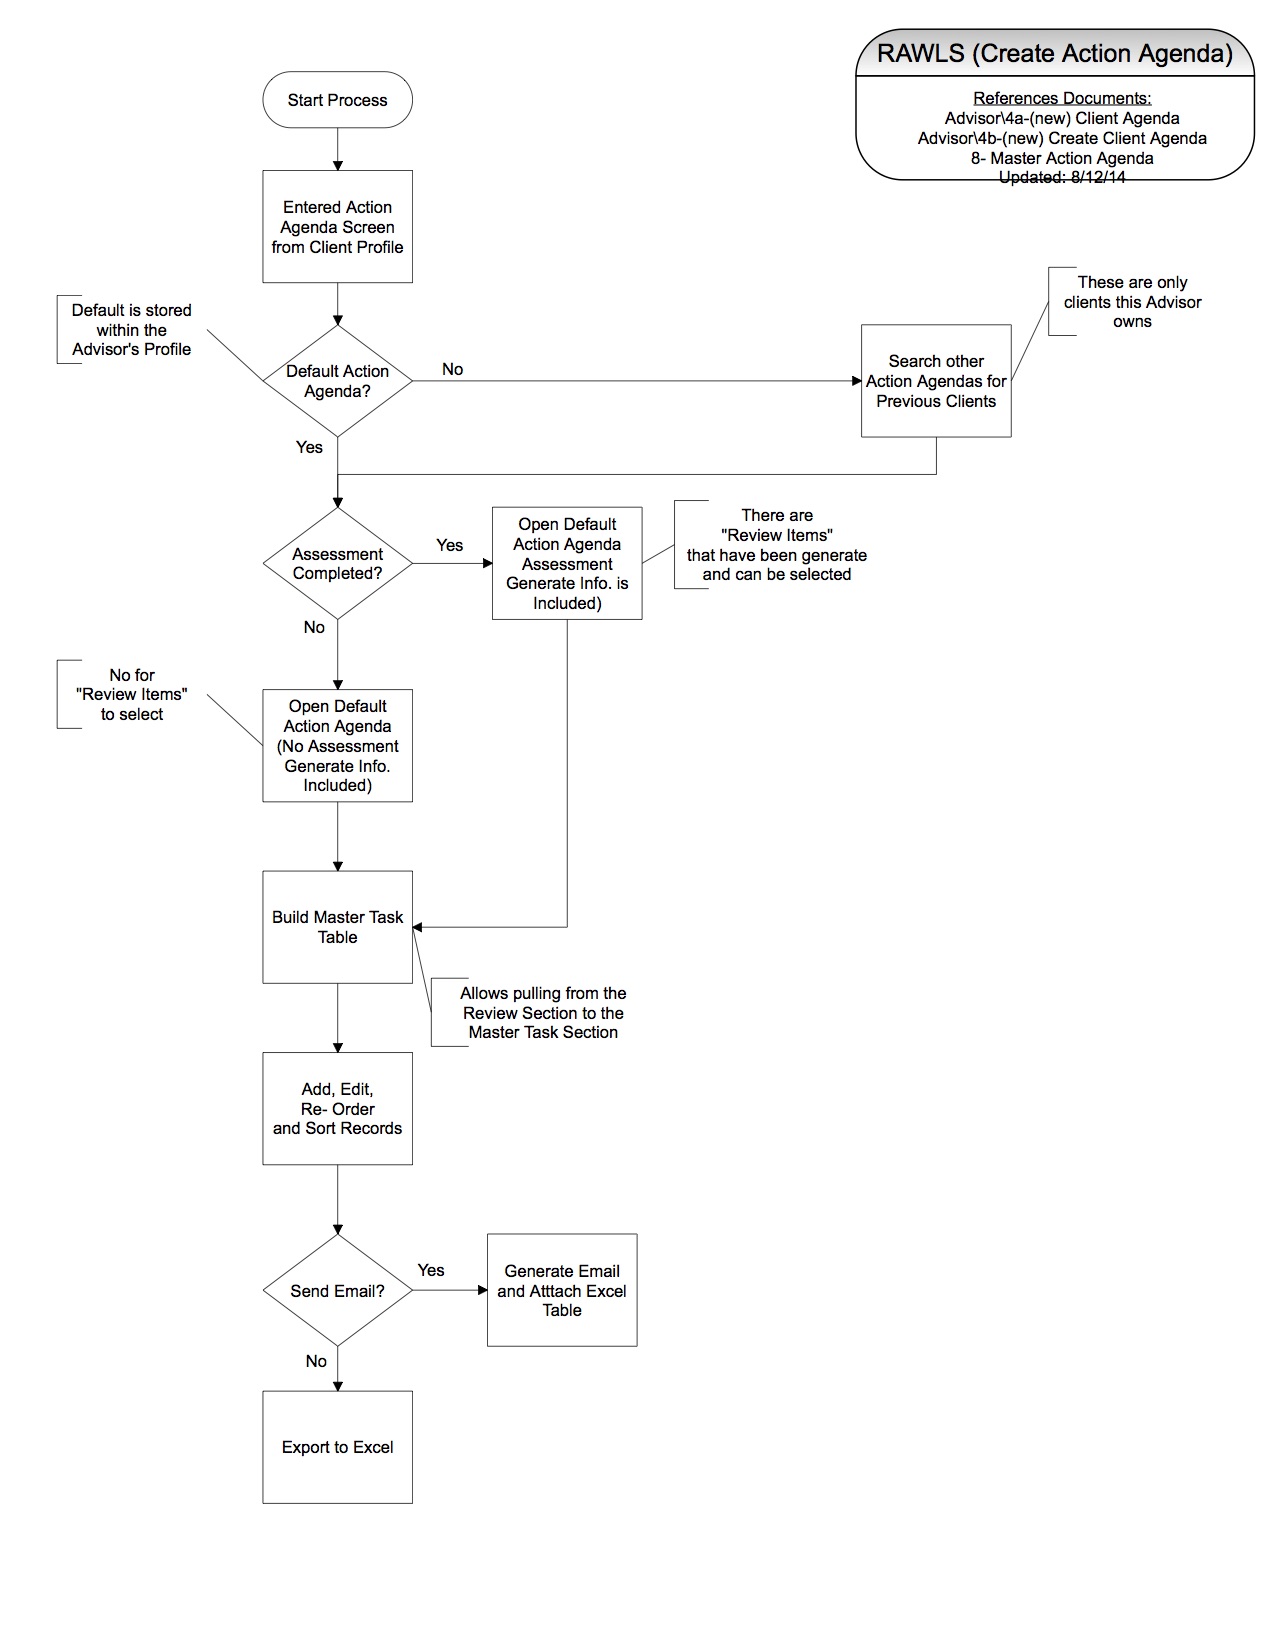 RAWLS (Create Action Agenda)
References Documents:
Advisor\4a-(new) Client Agenda
Advisor\4b-(new) Create Client Agenda
8- Master Action Agenda
Updated: 8/12/14
Start Process
Entered Action
Agenda Screen
from Client Profile
Default is stored
within the
Advisor's Profile
Default Action
Agenda?
No
Search other
Action Agendas for
Previous Clients
These are only
clients this Advisor
owns
Yes
Assessment
Completed?
Yes
Open Default
Action Agenda
Assessment
Generate Info. is
Included)
There are
"Review Items"
that have been generate
and can be selected
No
No for
"Review Items"
to select
Open Default
Action Agenda
(No Assessment
Generate Info.
Included)
Build Master Task
Table
Allows pulling from the
Review Section to the
Master Task Section
Add, Edit,
Re- Order
and Sort Records
Send Email?
Yes
Generate Email
and Atttach Excel
Table
No
Export to Excel